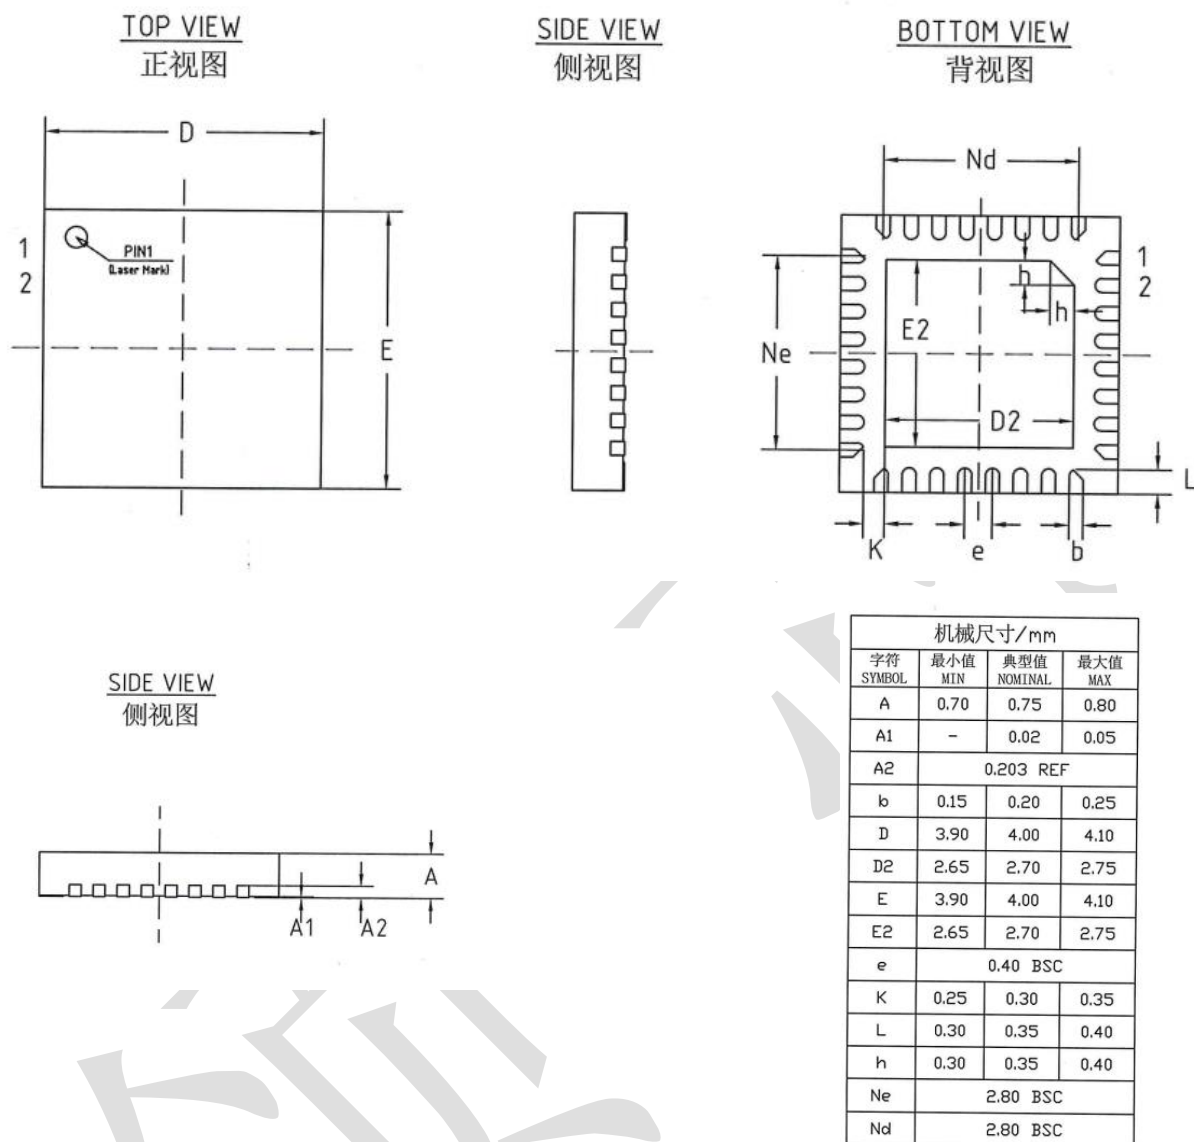 TOP VIEW
正视图
SIDE VIEW
侧视图
BOTTOM VIEW
背视图
D
Nd
1
2
PIN1
(Laser Mark)
E
1
2
h
h
E2
Ne
D2
L
K
e
b
SIDE VIEW
侧视图
A
A1
A2
机械尺寸/mm
字符 最小值 典型值 最大值
SYMBOL MIN NOMINAL MAX
A 0.70 0.75 0.80
A1 - 0.02 0.05
A2 0.203 REF
b 0.15 0.20 0.25
D 3.90 4.00 4.10
D2 2.65 2.70 2.75
E 3.90 4.00 4.10
E2 2.65 2.70 2.75
e 0.40 BSC
K 0.25 0.30 0.35
L 0.30 0.35 0.40
h 0.30 0.35 0.40
Ne 2.80 BSC
Nd 2.80 BSC